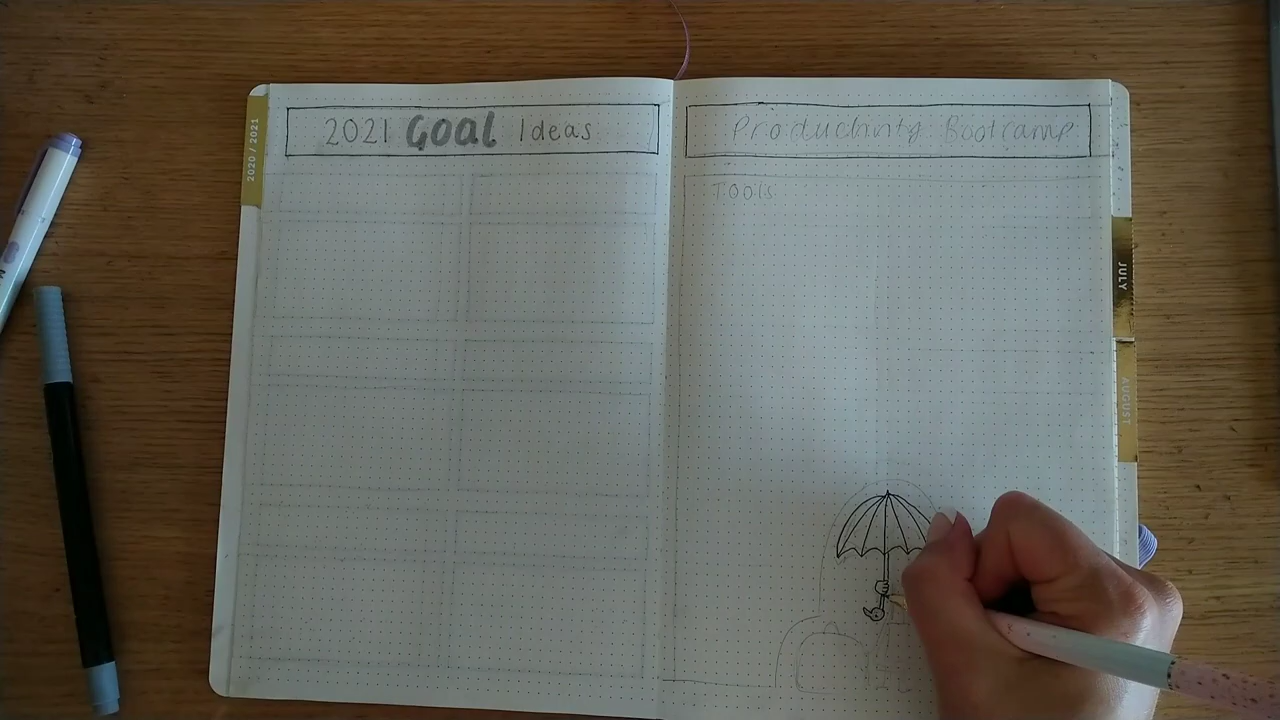 2020 / 2021
2021 Goal Ideas
Productivity Bootcamp
Tools
JULY
AUGUST